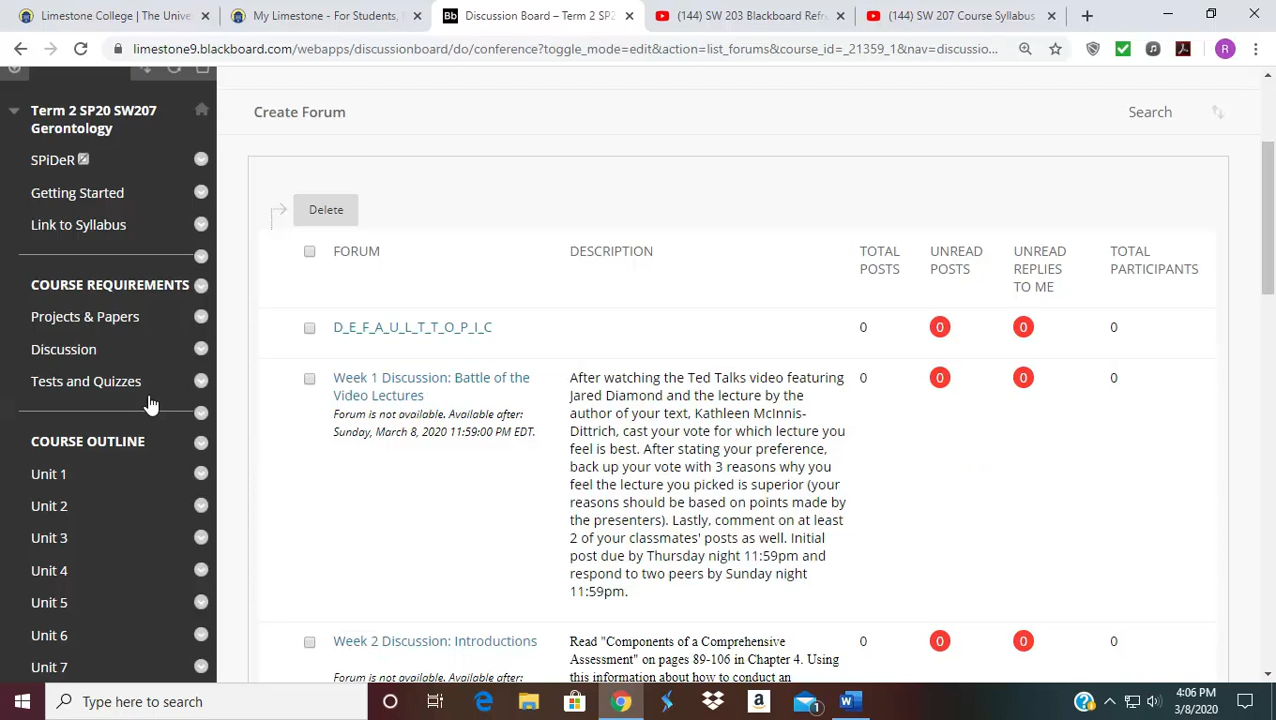 Limestone College | The Unive
My Limestone - For Students
Bb
Discussion Board – Term 2 SP2
(144) SW 203 Blackboard Refr
(144) SW 207 Course Syllabus
limestone9.blackboard.com/webapps/discussionboard/do/conference?toggle_mode=edit&action=list_forums&course_id=_21359_1&nav=discussio...
R
Term 2 SP20 SW207
Gerontology
SPiDeR
Getting Started
Link to Syllabus
COURSE REQUIREMENTS
Projects & Papers
Discussion
Tests and Quizzes
COURSE OUTLINE
Unit 1
Unit 2
Unit 3
Unit 4
Unit 5
Unit 6
Unit 7
Create Forum
Search
Delete
FORUM
DESCRIPTION
TOTAL
POSTS
UNREAD
POSTS
UNREAD
REPLIES
TO ME
TOTAL
PARTICIPANTS
D_E_F_A_U_L_T_T_O_P_I_C
0
0
0
0
Week 1 Discussion: Battle of the
Video Lectures
Forum is not available. Available after:
Sunday, March 8, 2020 11:59:00 PM EDT.
After watching the Ted Talks video featuring
Jared Diamond and the lecture by the
author of your text, Kathleen McInnis-
Dittrich, cast your vote for which lecture you
feel is best. After stating your preference,
back up your vote with 3 reasons why you
feel the lecture you picked is superior (your
reasons should be based on points made by
the presenters). Lastly, comment on at least
2 of your classmates' posts as well. Initial
post due by Thursday night 11:59pm and
respond to two peers by Sunday night
11:59pm.
0
0
0
0
Week 2 Discussion: Introductions
Forum is not available. Available after:
Read "Components of a Comprehensive
Assessment" on pages 89-106 in Chapter 4. Using
this information about how to conduct an
0
0
0
0
Type here to search
a
1
W
4:06 PM
3/8/2020